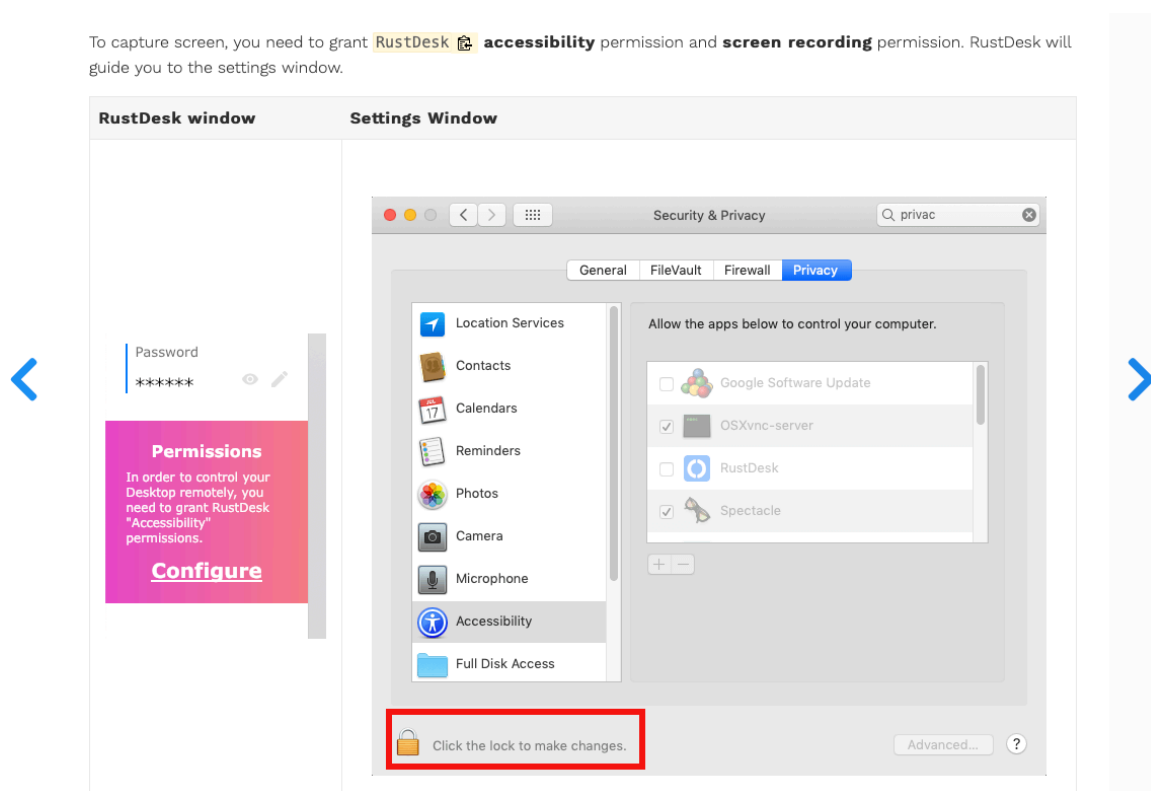 To capture screen, you need to grant RustDesk accessibility permission and screen recording permission. RustDesk will
guide you to the settings window.
RustDesk window
Settings Window
Password
******
Permissions
In order to control your
Desktop remotely, you
need to grant RustDesk
"Accessibility"
permissions.
Configure
Security & Privacy
privac
General
FileVault
Firewall
Privacy
Location Services
Contacts
JUL
17
Calendars
Reminders
Photos
Camera
Microphone
Accessibility
Full Disk Access
Allow the apps below to control your computer.
Google Software Update
OSXvnc-server
RustDesk
Spectacle
+
−
Click the lock to make changes.
Advanced...
?